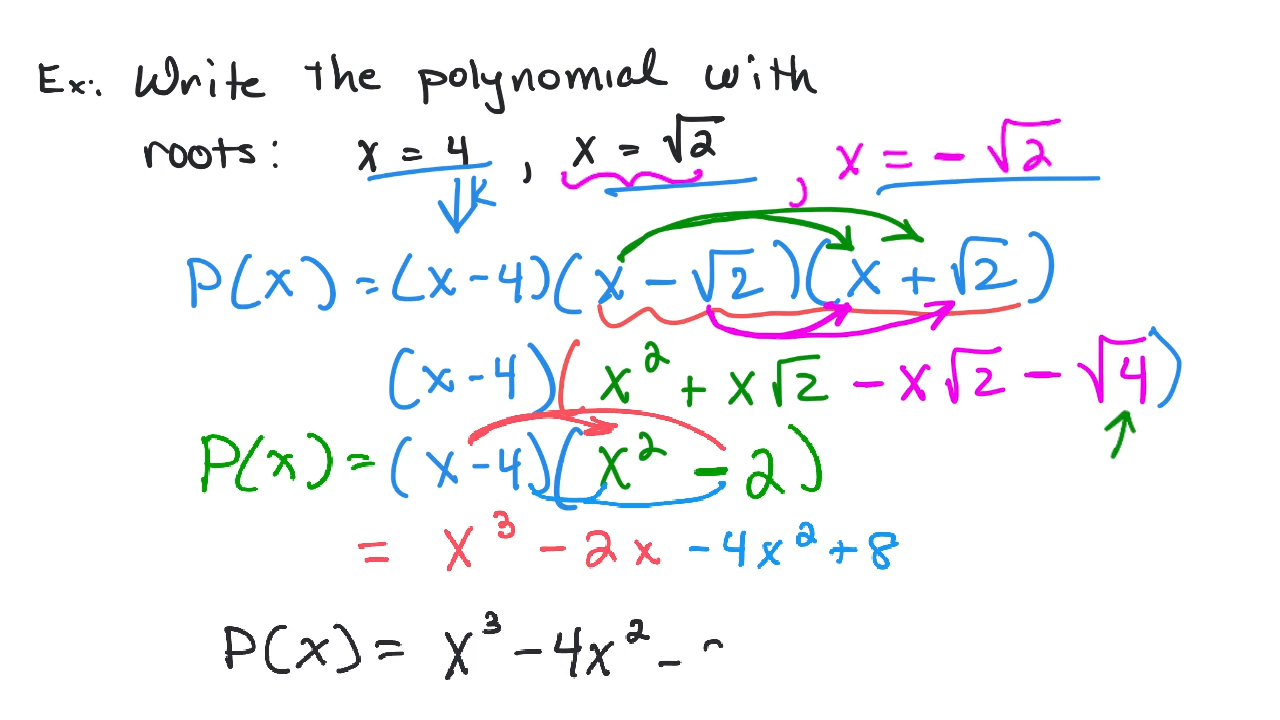 Ex: Write the polynomial with
roots: x = 4 , x = √2 , x = - √2
K
P(x) = (x - 4)(x - √2)(x + √2)
(x - 4)(x² + x√2 - x√2 - √4)
P(x) = (x - 4)(x² - 2)
= x³ - 2x - 4x² + 8
P(x) = x³ - 4x² -